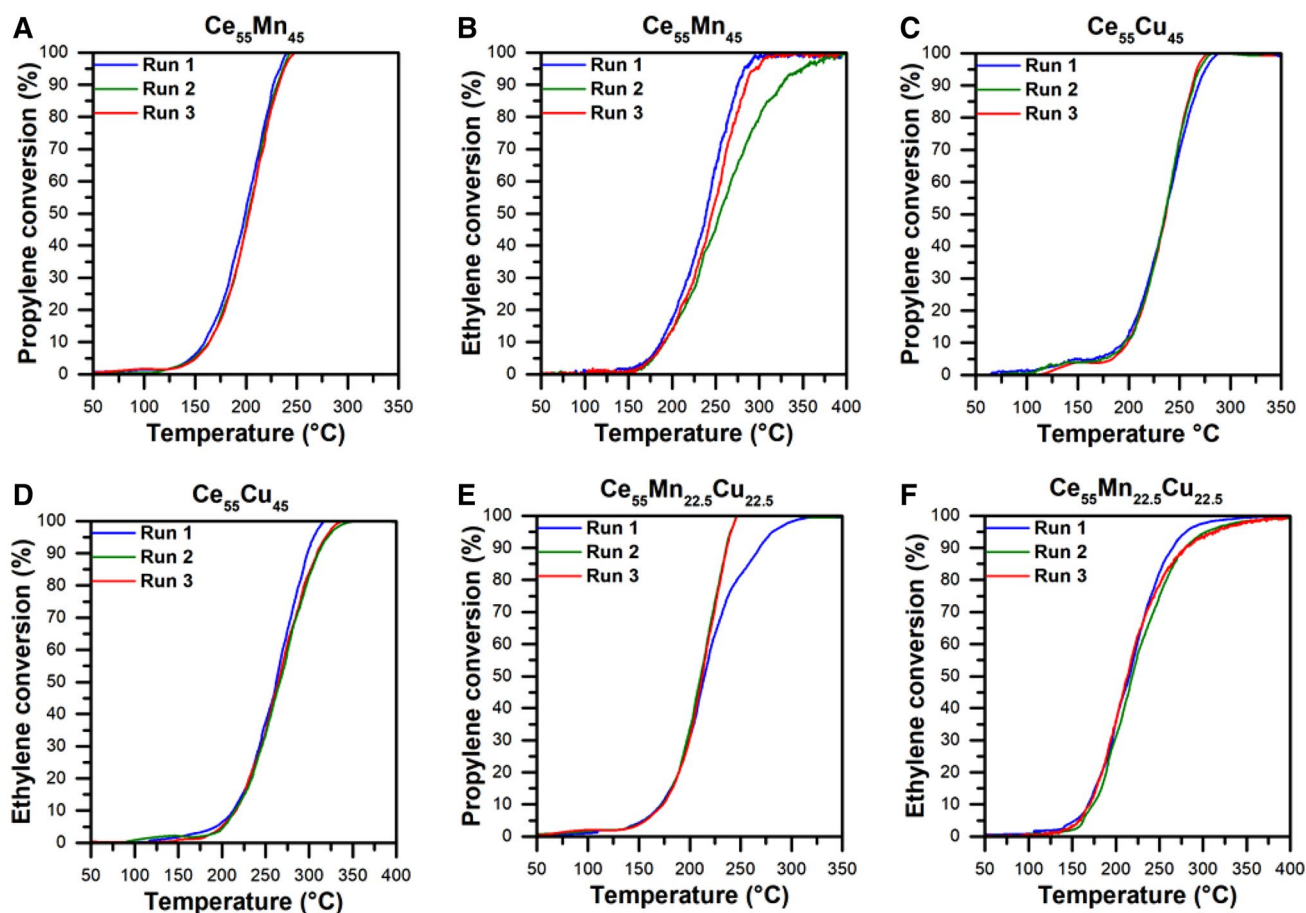 A
Ce55Mn45
Propylene conversion (%)
100
90
80
70
60
50
40
30
20
10
0
Run 1
Run 2
Run 3
50 100 150 200 250 300 350
Temperature (°C)
B
Ce55Mn45
Ethylene conversion (%)
100
90
80
70
60
50
40
30
20
10
0
Run 1
Run 2
Run 3
50 100 150 200 250 300 350 400
Temperature (°C)
C
Ce55Cu45
Propylene conversion (%)
100
90
80
70
60
50
40
30
20
10
0
Run 1
Run 2
Run 3
50 100 150 200 250 300 350
Temperature °C
D
Ce55Cu45
Ethylene conversion (%)
100
90
80
70
60
50
40
30
20
10
0
Run 1
Run 2
Run 3
50 100 150 200 250 300 350 400
Temperature (°C)
E
Ce55Mn22.5Cu22.5
Propylene conversion (%)
100
90
80
70
60
50
40
30
20
10
0
Run 1
Run 2
Run 3
50 100 150 200 250 300 350
Temperature (°C)
F
Ce55Mn22.5Cu22.5
Ethylene conversion (%)
100
90
80
70
60
50
40
30
20
10
0
Run 1
Run 2
Run 3
50 100 150 200 250 300 350 400
Temperature (°C)